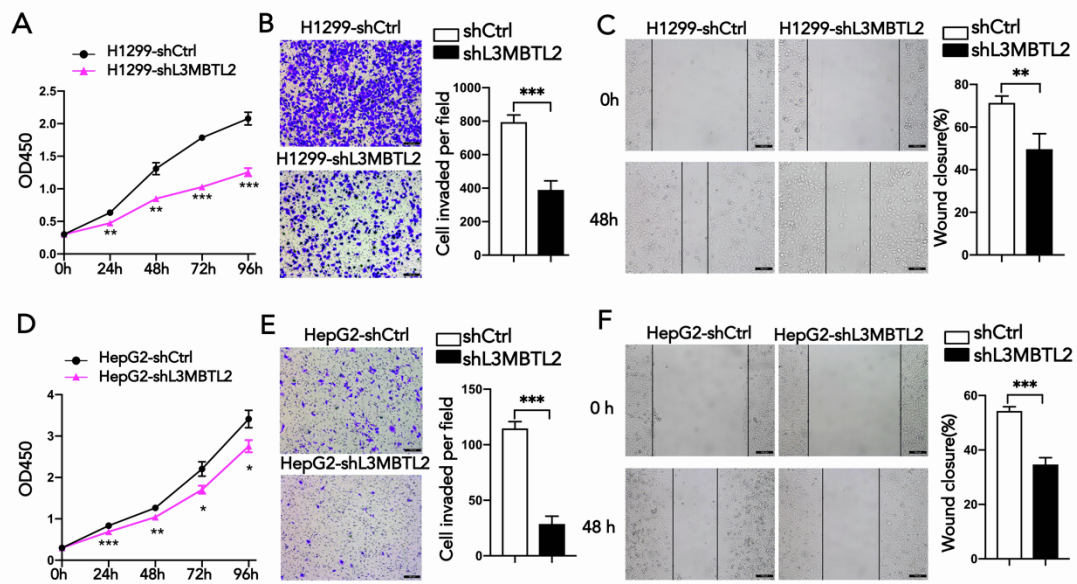 A
H1299-shCtrl
H1299-shL3MBTL2
OD450
2.5
2.0
1.5
1.0
0.5
0.0
0h
24h
48h
72h
96h
**
**
***
***
B
H1299-shCtrl
H1299-shL3MBTL2
shCtrl
shL3MBTL2
Cell invaded per field
1000
800
600
400
200
0
***
C
H1299-shCtrl
H1299-shL3MBTL2
0h
48h
shCtrl
shL3MBTL2
Wound closure(%)
80
60
40
20
0
**
D
HepG2-shCtrl
HepG2-shL3MBTL2
OD450
4
3
2
1
0
0h
24h
48h
72h
96h
***
**
*
*
E
HepG2-shCtrl
HepG2-shL3MBTL2
shCtrl
shL3MBTL2
Cell invaded per field
150
100
50
0
***
F
HepG2-shCtrl
HepG2-shL3MBTL2
0 h
48 h
shCtrl
shL3MBTL2
Wound closure(%)
60
40
20
0
***